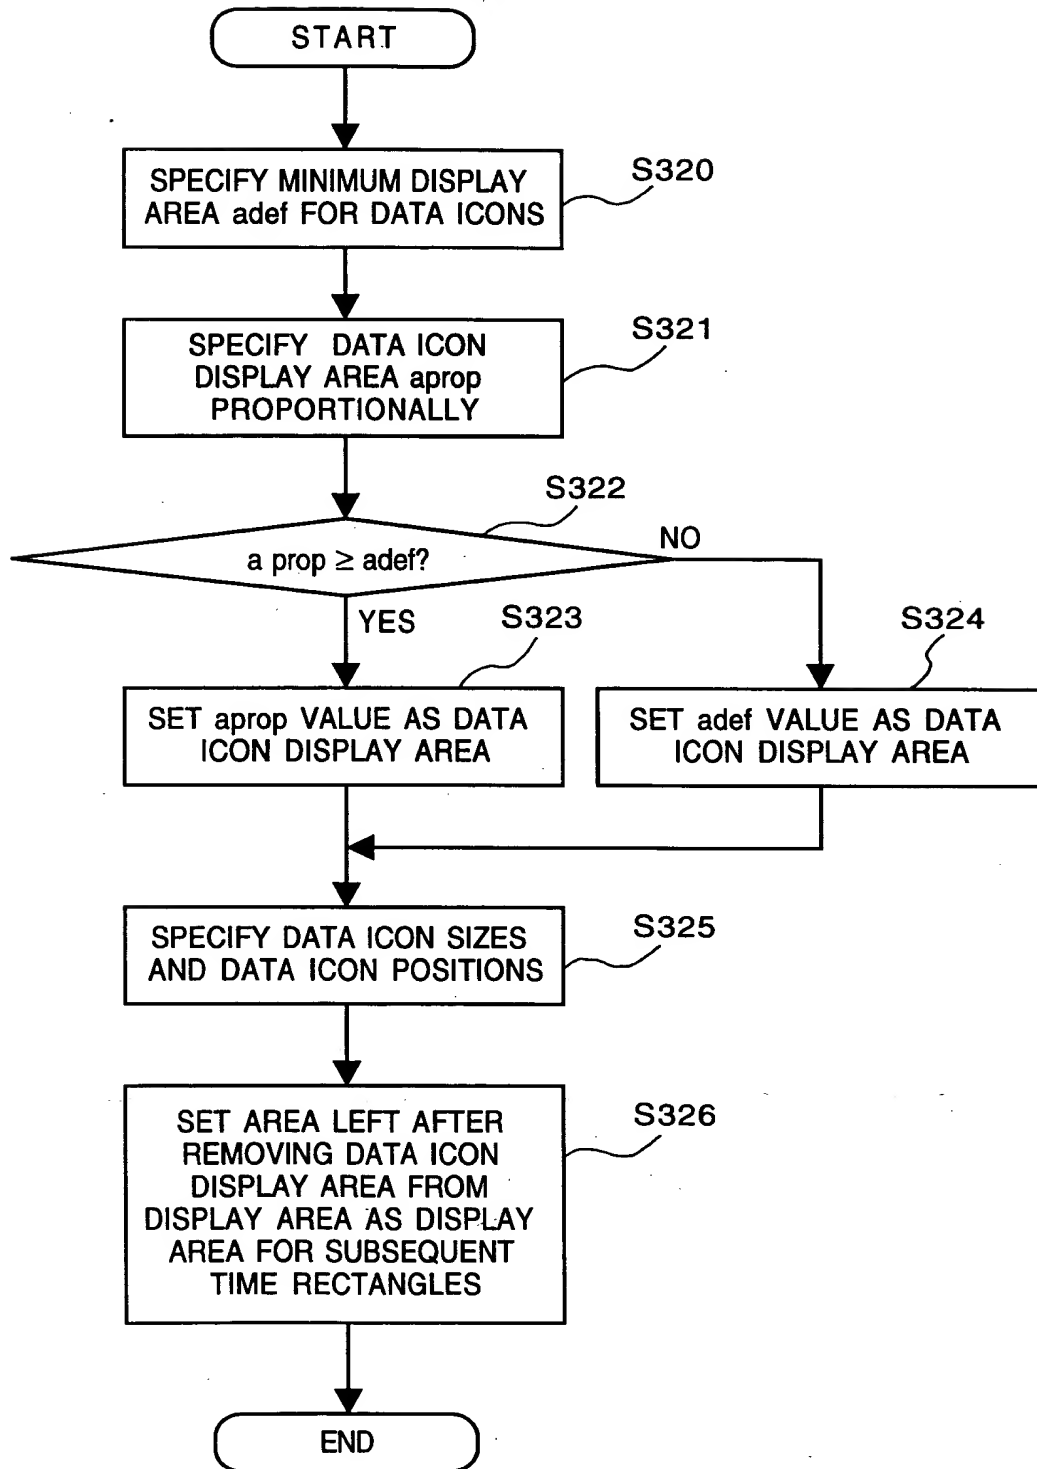 START
SPECIFY MINIMUM DISPLAY
AREA adef FOR DATA ICONS
S320
SPECIFY DATA ICON
DISPLAY AREA aprop
PROPORTIONALLY
S321
S322
a prop ≥ adef?
NO
YES
S323
S324
SET aprop VALUE AS DATA
ICON DISPLAY AREA
SET adef VALUE AS DATA
ICON DISPLAY AREA
SPECIFY DATA ICON SIZES
AND DATA ICON POSITIONS
S325
SET AREA LEFT AFTER
REMOVING DATA ICON
DISPLAY AREA FROM
DISPLAY AREA AS DISPLAY
AREA FOR SUBSEQUENT
TIME RECTANGLES
S326
END